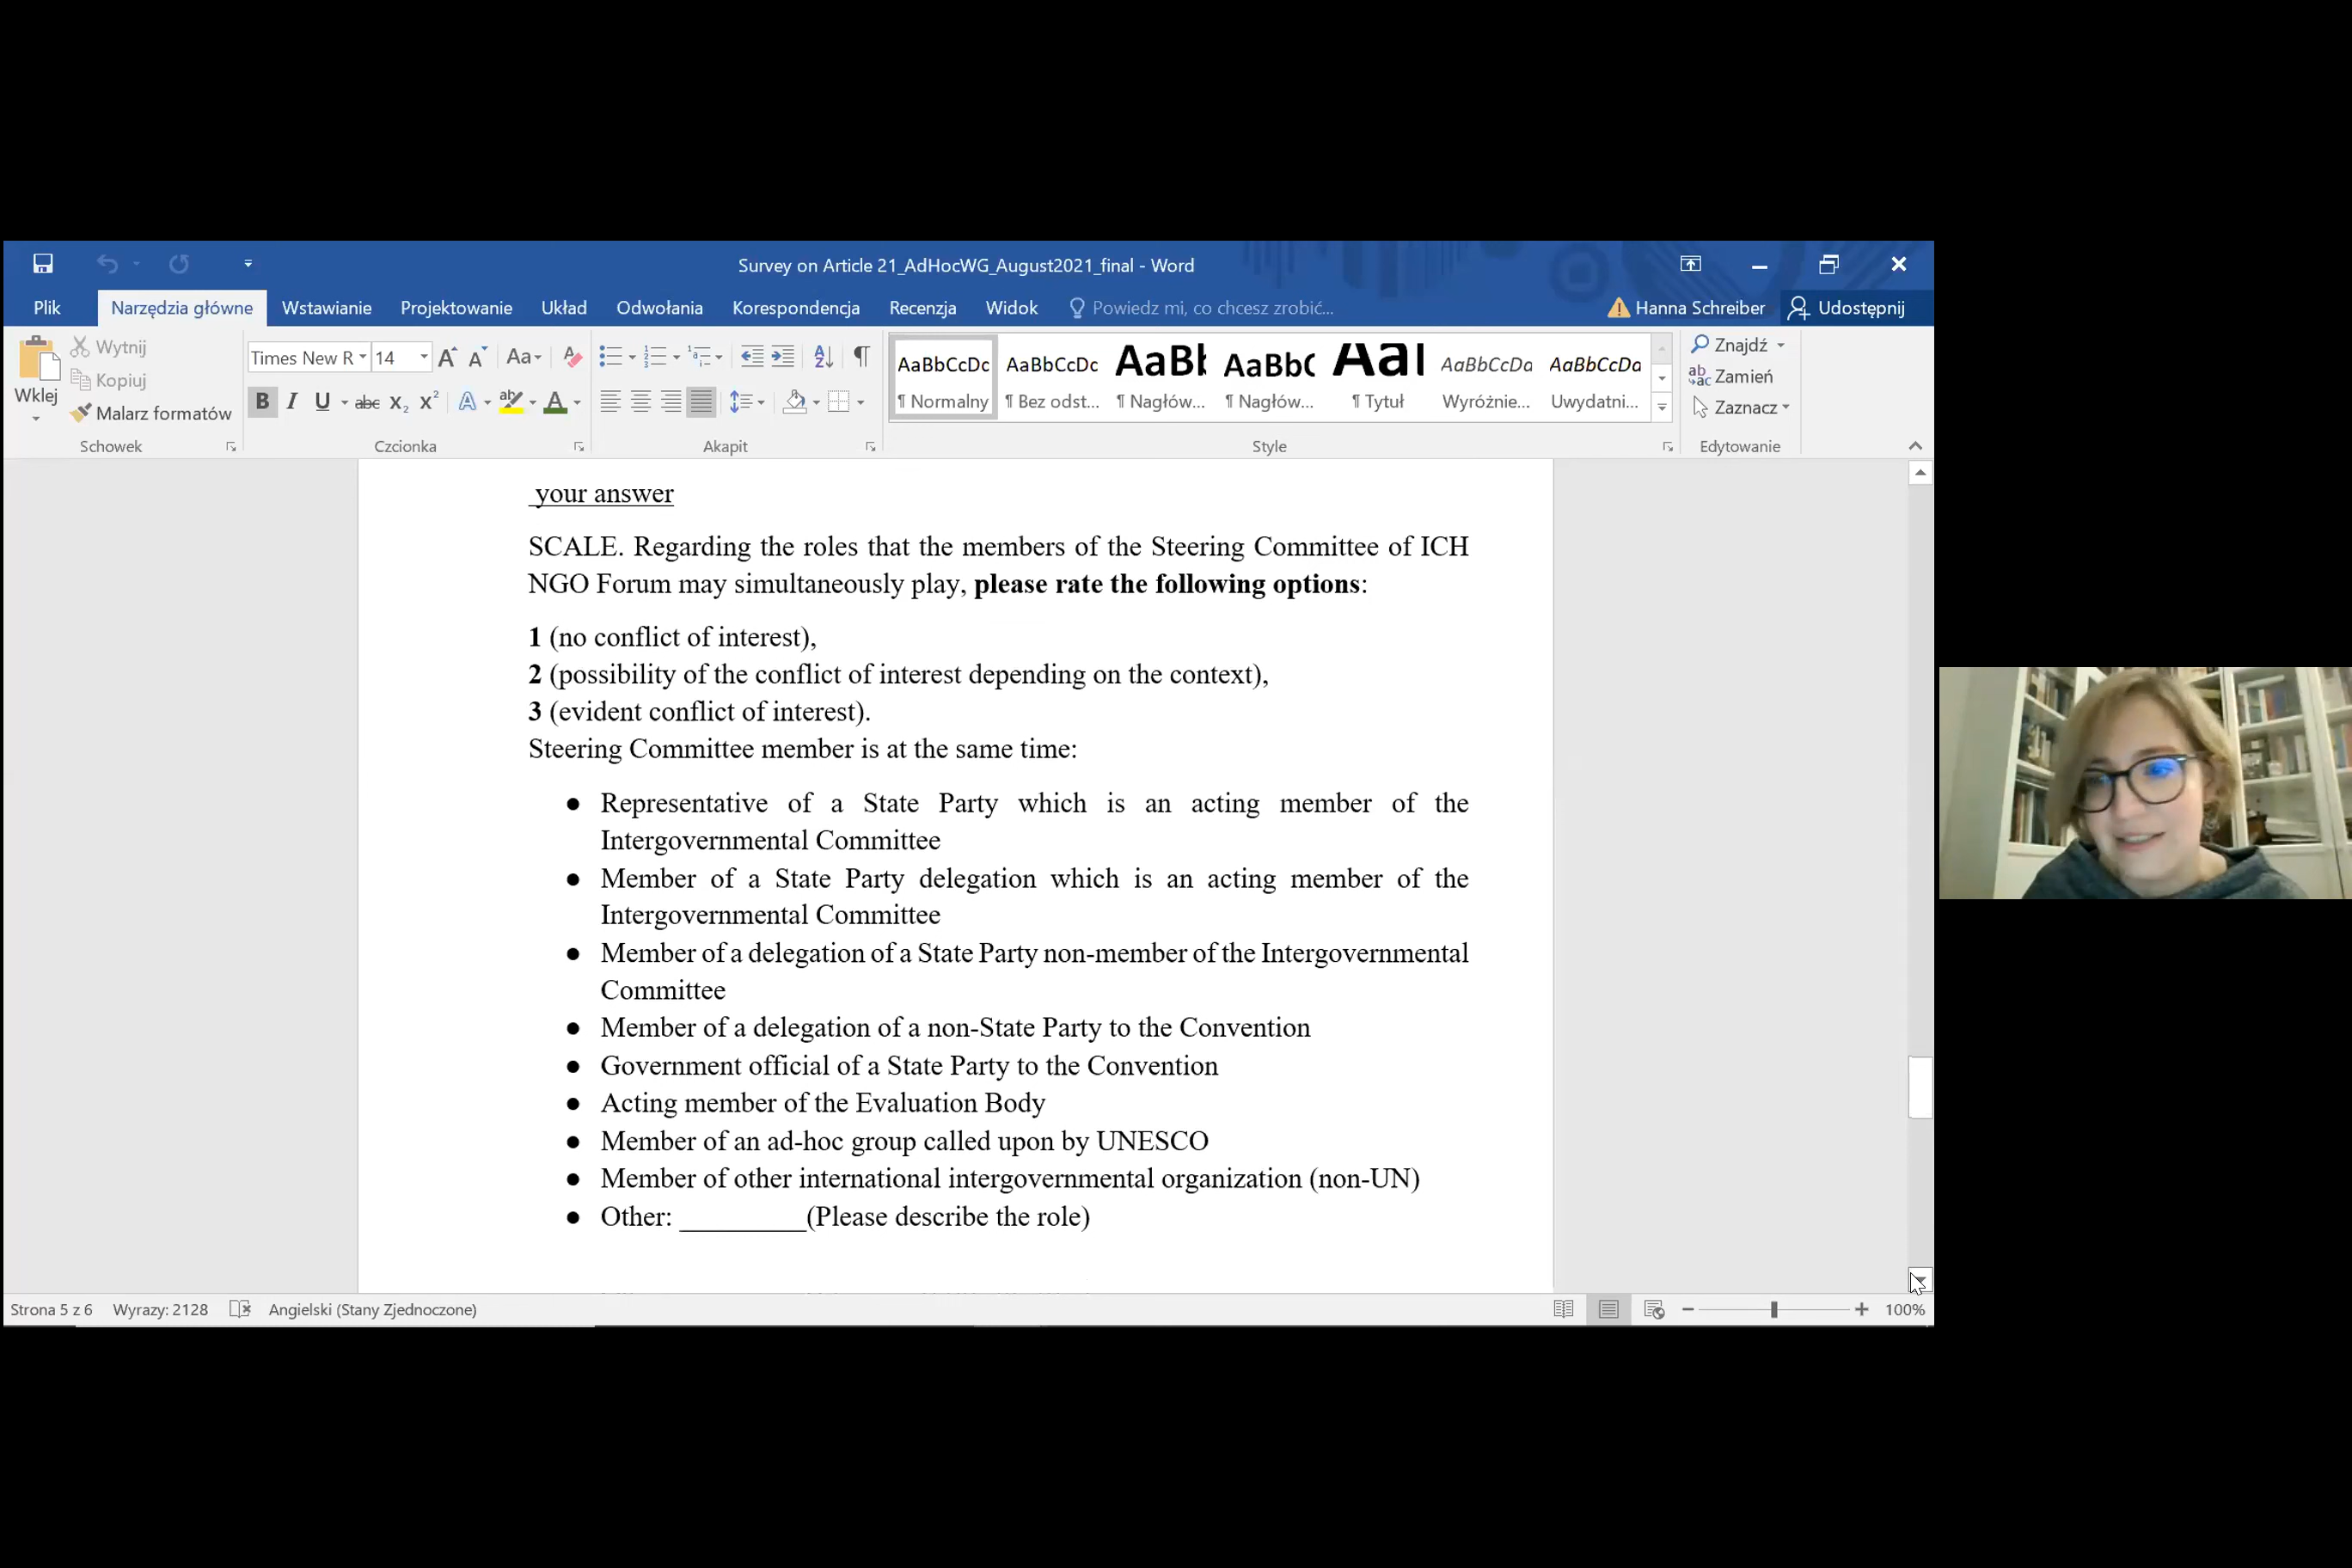 Survey on Article 21_AdHocWG_August2021_final - Word
Plik Narzędzia główne Wstawianie Projektowanie Układ Odwołania Korespondencja Recenzja Widok Powiedz mi, co chcesz zrobić... Hanna Schreiber Udostępnij
Wklej
Wytnij
Kopiuj
Malarz formatów
Schowek
Times New R 14
Czcionka
Akapit
AaBbCcDc AaBbCcDc AaBl AaBbC AaI AaBbCcDa AaBbCcDa
¶ Normalny ¶ Bez odst... ¶ Nagłów... ¶ Nagłów... ¶ Tytuł Wyróżnie... Uwydatni...
Style
Znajdź
Zamień
Zaznacz
Edytowanie
your answer
SCALE. Regarding the roles that the members of the Steering Committee of ICH
NGO Forum may simultaneously play, please rate the following options:
1 (no conflict of interest),
2 (possibility of the conflict of interest depending on the context),
3 (evident conflict of interest).
Steering Committee member is at the same time:
● Representative of a State Party which is an acting member of the
Intergovernmental Committee
● Member of a State Party delegation which is an acting member of the
Intergovernmental Committee
● Member of a delegation of a State Party non-member of the Intergovernmental
Committee
● Member of a delegation of a non-State Party to the Convention
● Government official of a State Party to the Convention
● Acting member of the Evaluation Body
● Member of an ad-hoc group called upon by UNESCO
● Member of other international intergovernmental organization (non-UN)
● Other: _________(Please describe the role)
Strona 5 z 6 Wyrazy: 2128 Angielski (Stany Zjednoczone) 100%